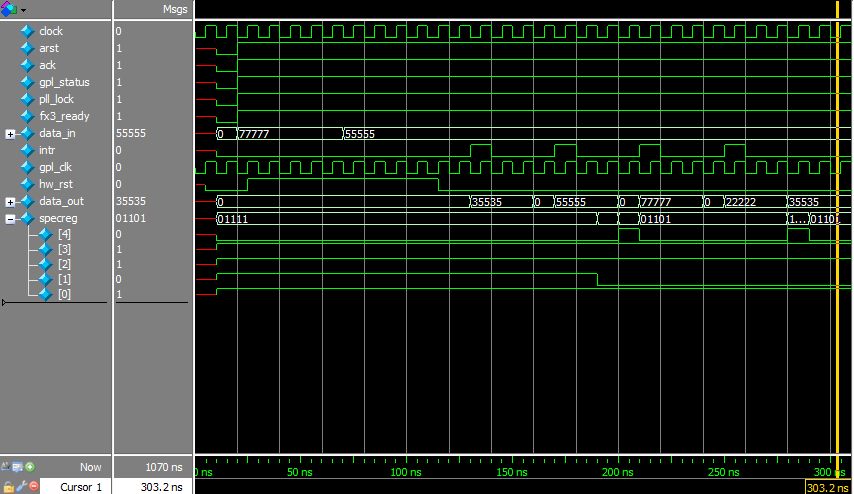 Msgs
clock 0
arst 1
ack 1
gpl_status 1
pll_lock 1
fx3_ready 1
data_in 55555 0 77777 55555
intr 0
gpl_clk 0
hw_rst 0
data_out 35535 0 35535 0 55555 0 77777 0 22222 35535
specreg 01101 01111 01101 1... 01101
[4] 0
[3] 1
[2] 1
[1] 0
[0] 1
Now 1070 ns ns 50 ns 100 ns 150 ns 200 ns 250 ns 300 ns
Cursor 1 303.2 ns 303.2 ns